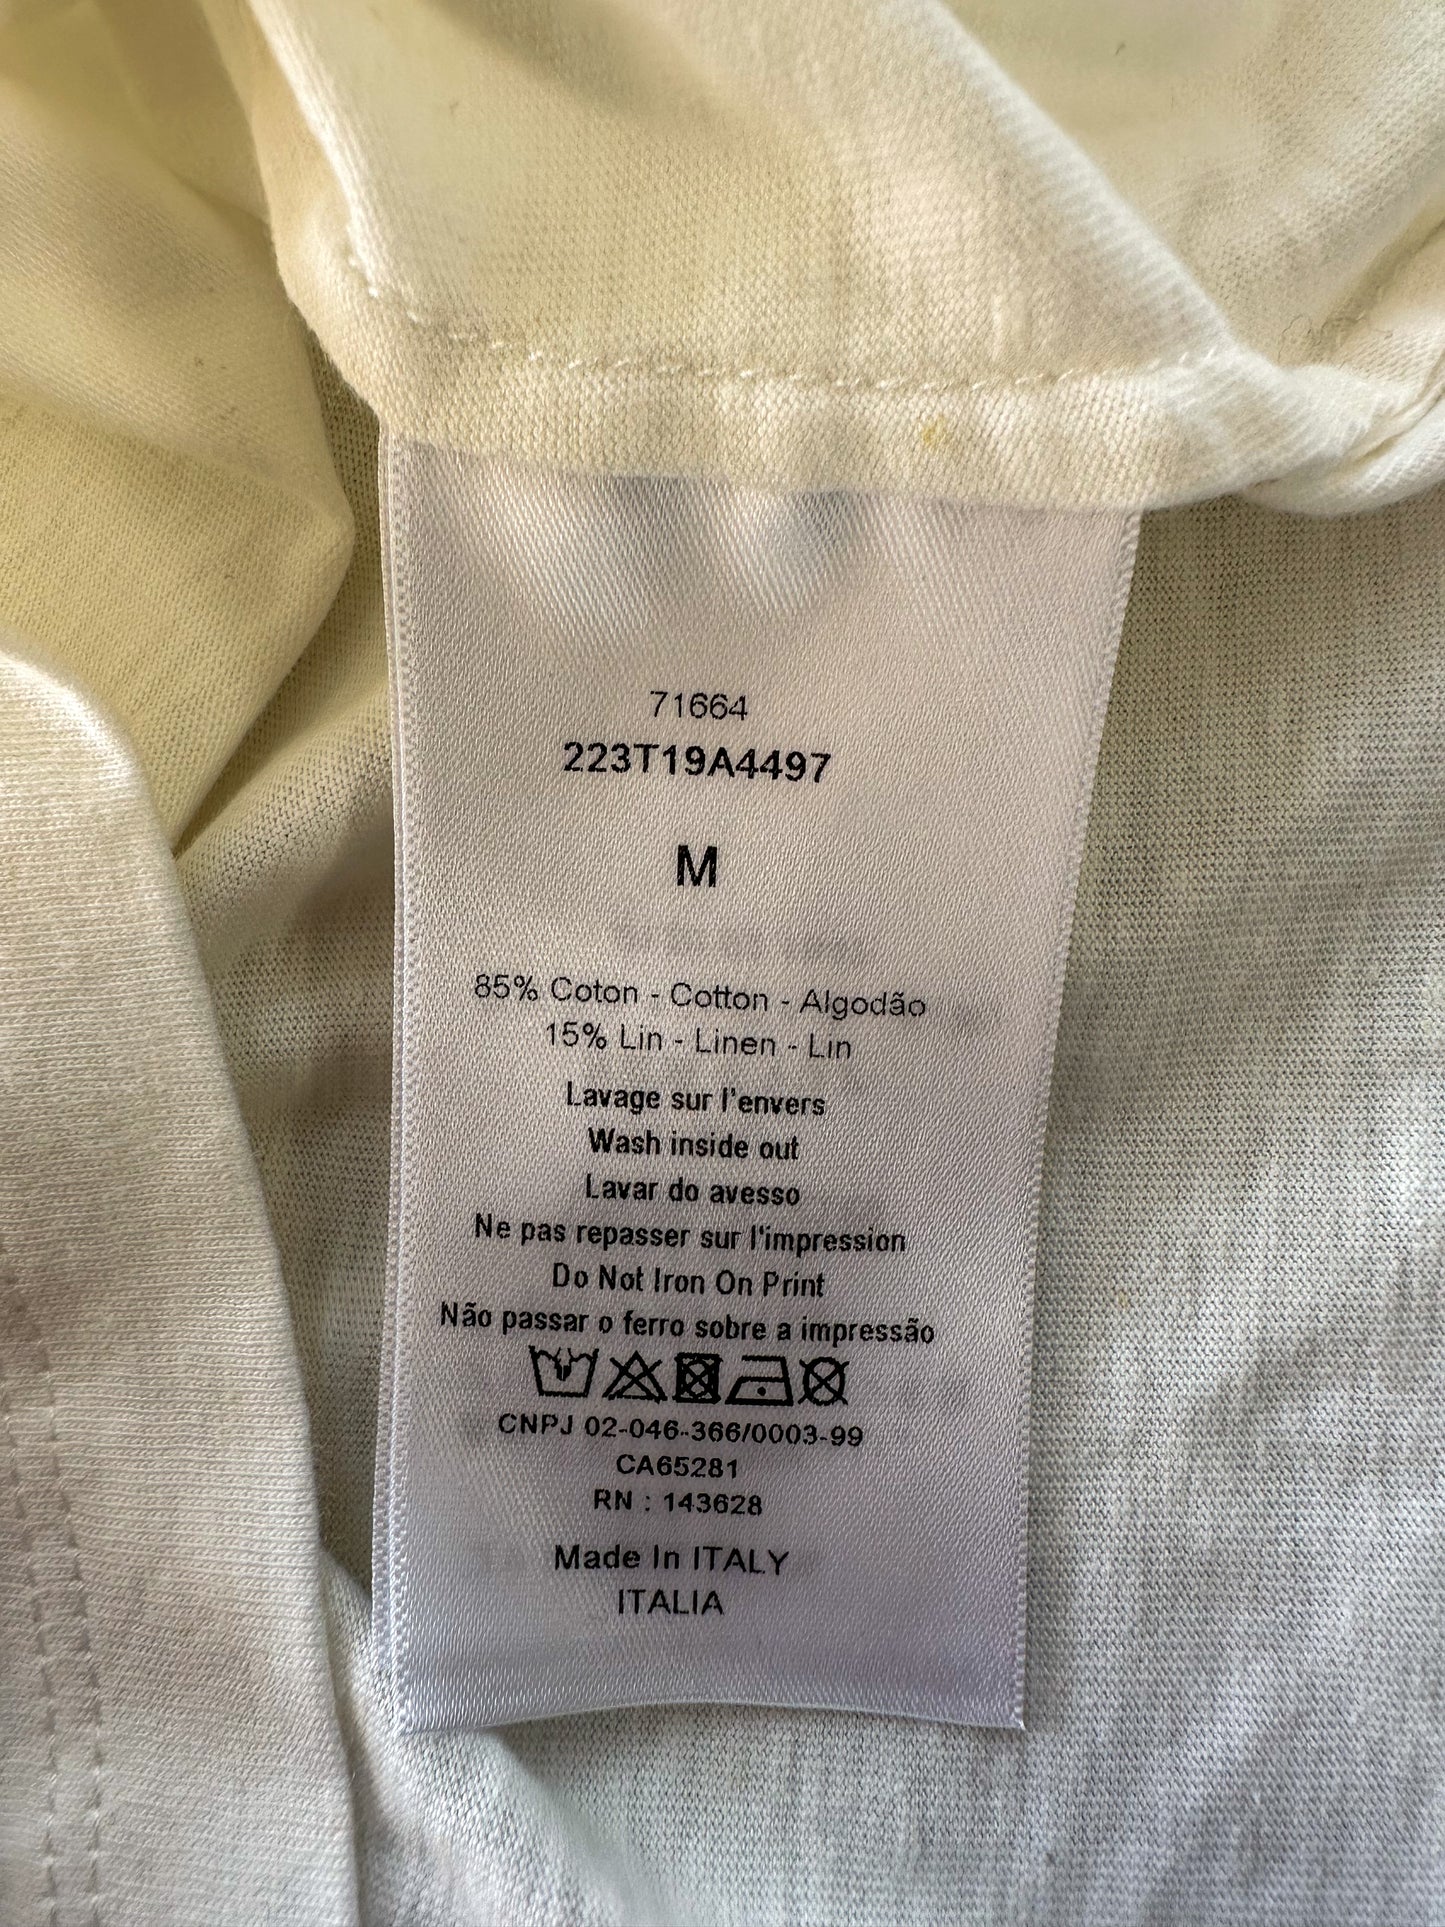 71664
223T19A4497
M
85% Coton - Cotton - Algodão
15% Lin - Linen - Lin
Lavage sur l'envers
Wash inside out
Lavar do avesso
Ne pas repasser sur l'impression
Do Not Iron On Print
Não passar o ferro sobre a impressão
CNPJ 02-046-366/0003-99
CA65281
RN : 143628
Made In ITALY
ITALIA